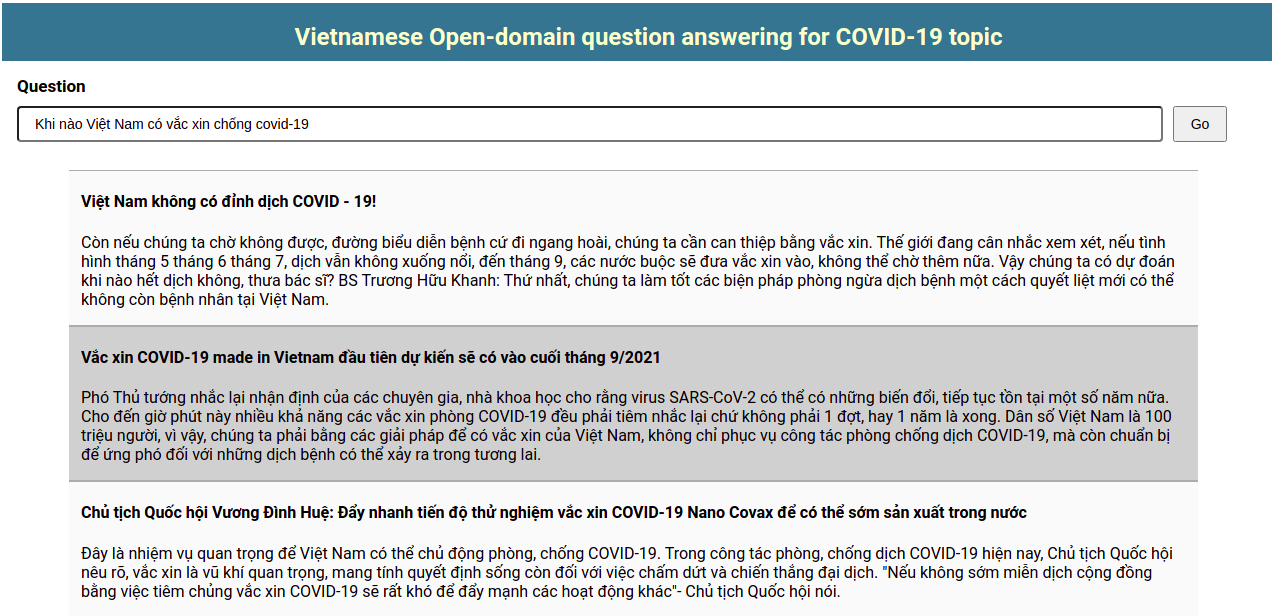 Vietnamese Open-domain question answering for COVID-19 topic
Question
Khi nào Việt Nam có vắc xin chống covid-19
Go
Việt Nam không có đỉnh dịch COVID - 19!
Còn nếu chúng ta chờ không được, đường biểu diễn bệnh cứ đi ngang hoài, chúng ta cần can thiệp bằng vắc xin. Thế giới đang cân nhắc xem xét, nếu tình
hình tháng 5 tháng 6 tháng 7, dịch vẫn không xuống nổi, đến tháng 9, các nước buộc sẽ đưa vắc xin vào, không thể chờ thêm nữa. Vậy chúng ta có dự đoán
khi nào hết dịch không, thưa bác sĩ? BS Trương Hữu Khanh: Thứ nhất, chúng ta làm tốt các biện pháp phòng ngừa dịch bệnh một cách quyết liệt mới có thể
không còn bệnh nhân tại Việt Nam.
Vắc xin COVID-19 made in Vietnam đầu tiên dự kiến sẽ có vào cuối tháng 9/2021
Phó Thủ tướng nhắc lại nhận định của các chuyên gia, nhà khoa học cho rằng virus SARS-CoV-2 có thể có những biến đổi, tiếp tục tồn tại một số năm nữa.
Cho đến giờ phút này nhiều khả năng các vắc xin phòng COVID-19 đều phải tiêm nhắc lại chứ không phải 1 đợt, hay 1 năm là xong. Dân số Việt Nam là 100
triệu người, vì vậy, chúng ta phải bằng các giải pháp để có vắc xin của Việt Nam, không chỉ phục vụ công tác phòng chống dịch COVID-19, mà còn chuẩn bị
để ứng phó đối với những dịch bệnh có thể xảy ra trong tương lai.
Chủ tịch Quốc hội Vương Đình Huệ: Đẩy nhanh tiến độ thử nghiệm vắc xin COVID-19 Nano Covax để có thể sớm sản xuất trong nước
Đây là nhiệm vụ quan trọng để Việt Nam có thể chủ động phòng, chống COVID-19. Trong công tác phòng, chống dịch COVID-19 hiện nay, Chủ tịch Quốc hội
nêu rõ, vắc xin là vũ khí quan trọng, mang tính quyết định sống còn đối với việc chấm dứt và chiến thắng đại dịch. "Nếu không sớm miễn dịch cộng đồng
bằng việc tiêm chủng vắc xin COVID-19 sẽ rất khó để đẩy mạnh các hoạt động khác"- Chủ tịch Quốc hội nói.